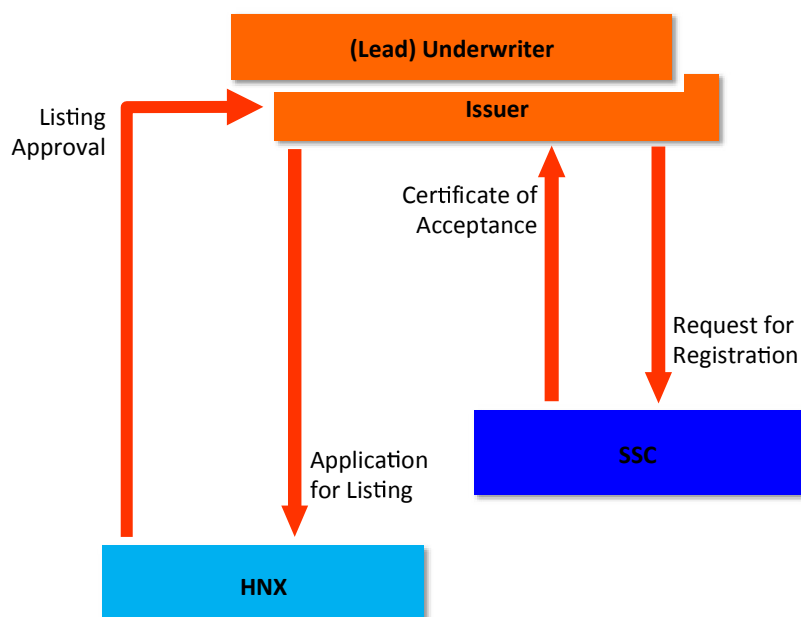 (Lead) Underwriter
Issuer
Listing
Approval
Certificate of
Acceptance
Request for
Registration
SSC
Application
for Listing
HNX